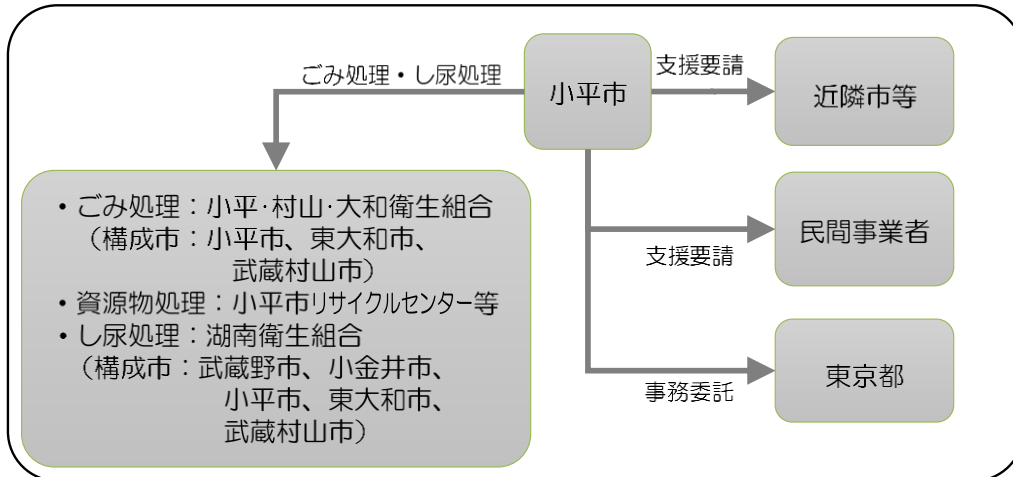 ごみ処理・し尿処理
小平市
支援要請
近隣市等
・ごみ処理：小平･村山･大和衛生組合
（構成市：小平市、東大和市、
武蔵村山市）
・資源物処理：小平市リサイクルセンター等
・し尿処理：湖南衛生組合
（構成市：武蔵野市、小金井市、
小平市、東大和市、
武蔵村山市）
支援要請
民間事業者
事務委託
東京都